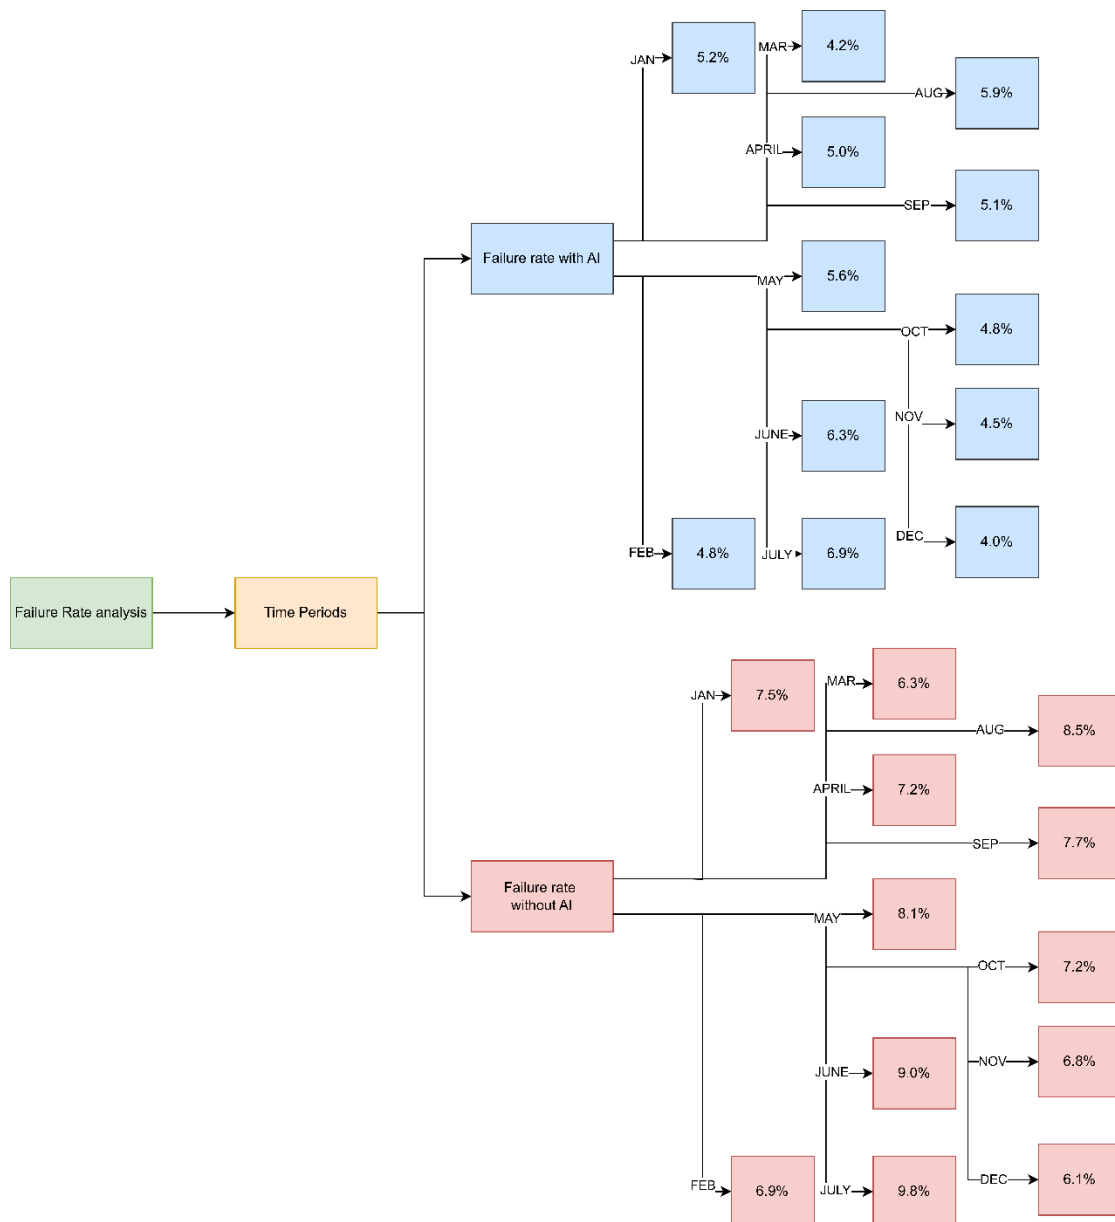 Failure Rate analysis
Time Periods
Failure rate with AI
JAN
5.2%
FEB
4.8%
MAR
4.2%
APRIL
5.0%
MAY
5.6%
JUNE
6.3%
JULY
6.9%
AUG
5.9%
SEP
5.1%
OCT
4.8%
NOV
4.5%
DEC
4.0%
Failure rate
without AI
JAN
7.5%
FEB
6.9%
MAR
6.3%
APRIL
7.2%
MAY
8.1%
JUNE
9.0%
JULY
9.8%
AUG
8.5%
SEP
7.7%
OCT
7.2%
NOV
6.8%
DEC
6.1%